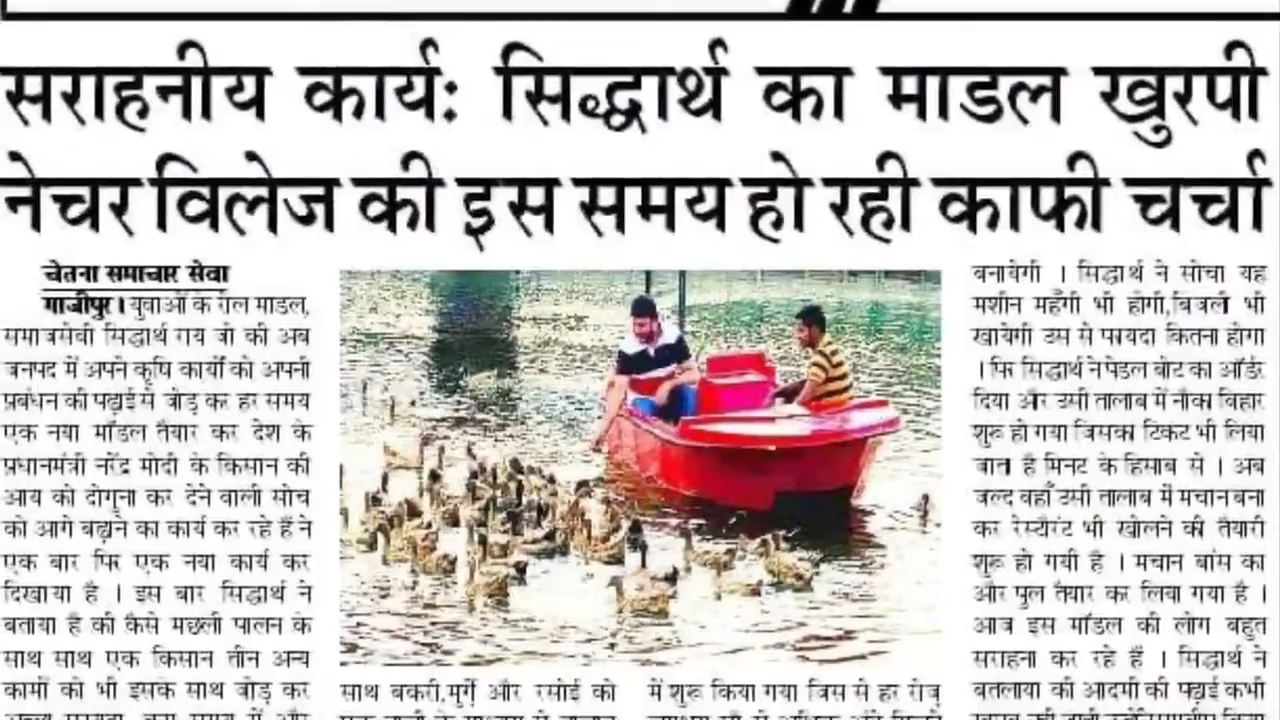 सराहनीय कार्यः सिद्धार्थ का माडल खुरपी
नेचर विलेज की इस समय हो रही काफी चर्चा
चेतना समाचार सेवा
गाजीपुर। युवाओं के रोल माडल,
समाजसेवी सिद्धार्थ राय जो की अब
जनपद में अपने कृषि कार्यों को अपनी
प्रबंधन की पढ़ाई से जोड़ कर हर समय
एक नया मॉडल तैयार कर देश के
प्रधानमंत्री नरेंद्र मोदी के किसान की
आय को दोगुना कर देने वाली सोच
को आगे बढ़ाने का कार्य कर रहे हैं ने
एक बार फिर एक नया कार्य कर
दिखाया है । इस बार सिद्धार्थ ने
बताया है की कैसे मछली पालन के
साथ साथ एक किसान तीन अन्य
कामों को भी इसके साथ जोड़ कर
साथ बकरी,मुर्गे और रसोई को
में शुरू किया गया जिस से हर रोज
बनायेगी । सिद्धार्थ ने सोचा यह
मशीन महँगी भी होगी,बिजली भी
खायेगी उस से फायदा कितना होगा
। फिर सिद्धार्थ ने पेडल बोट का ऑर्डर
दिया और उसी तालाब में नौका विहार
शुरू हो गया जिसका टिकट भी लिया
जाता है मिनट के हिसाब से । अब
जल्द वहाँ उसी तालाब में मचान बना
कर रेस्टोरेंट भी खोलने की तैयारी
शुरू हो गयी है । मचान बांस का
और पुल तैयार कर लिया गया है ।
आज इस मॉडल की लोग बहुत
सराहना कर रहे हैं । सिद्धार्थ ने
बतलाया की आदमी की पढ़ाई कभी